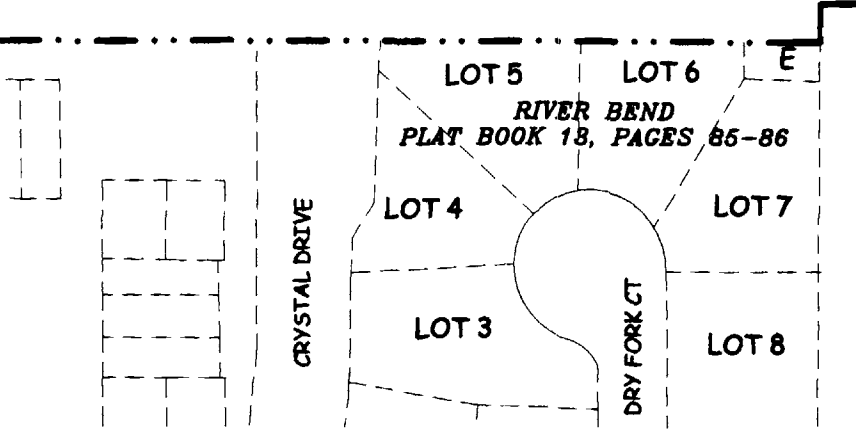 LOT 5
LOT 6
E
RIVER BEND
PLAT BOOK 13, PAGES 85-86
LOT 4
LOT 7
CRYSTAL DRIVE
LOT 3
DRY FORK CT
LOT 8